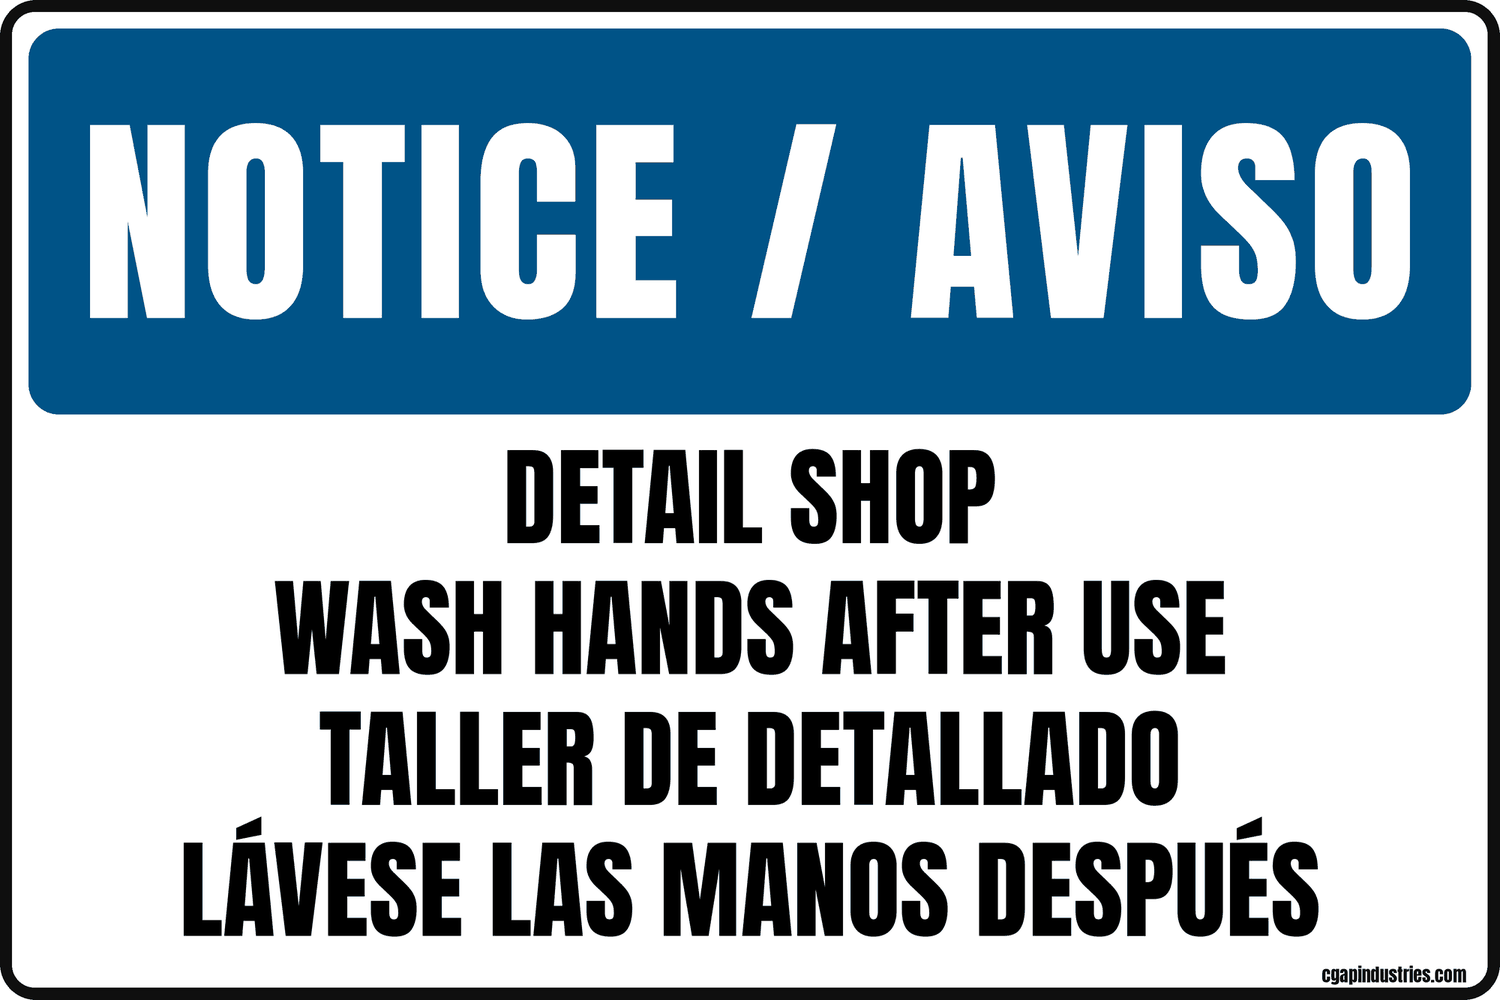 NOTICE / AVISO
DETAIL SHOP
WASH HANDS AFTER USE
TALLER DE DETALLADO
LÁVESE LAS MANOS DESPUÉS
cgapindustries.com